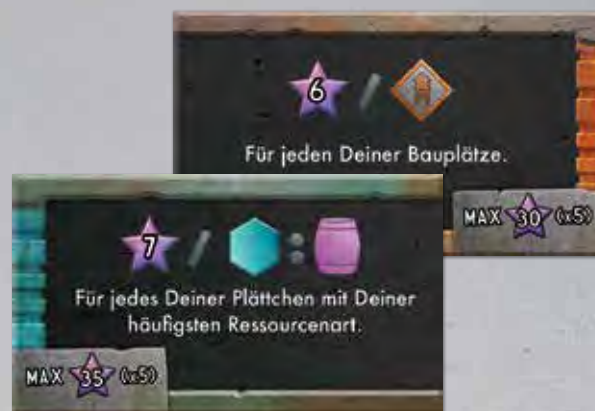 6 /
Für jeden Deiner Bauplätze.
MAX 30 (x5)
7 / :
Für jedes Deiner Plättchen mit Deiner
häufigsten Ressourcenart.
MAX 35 (x5)